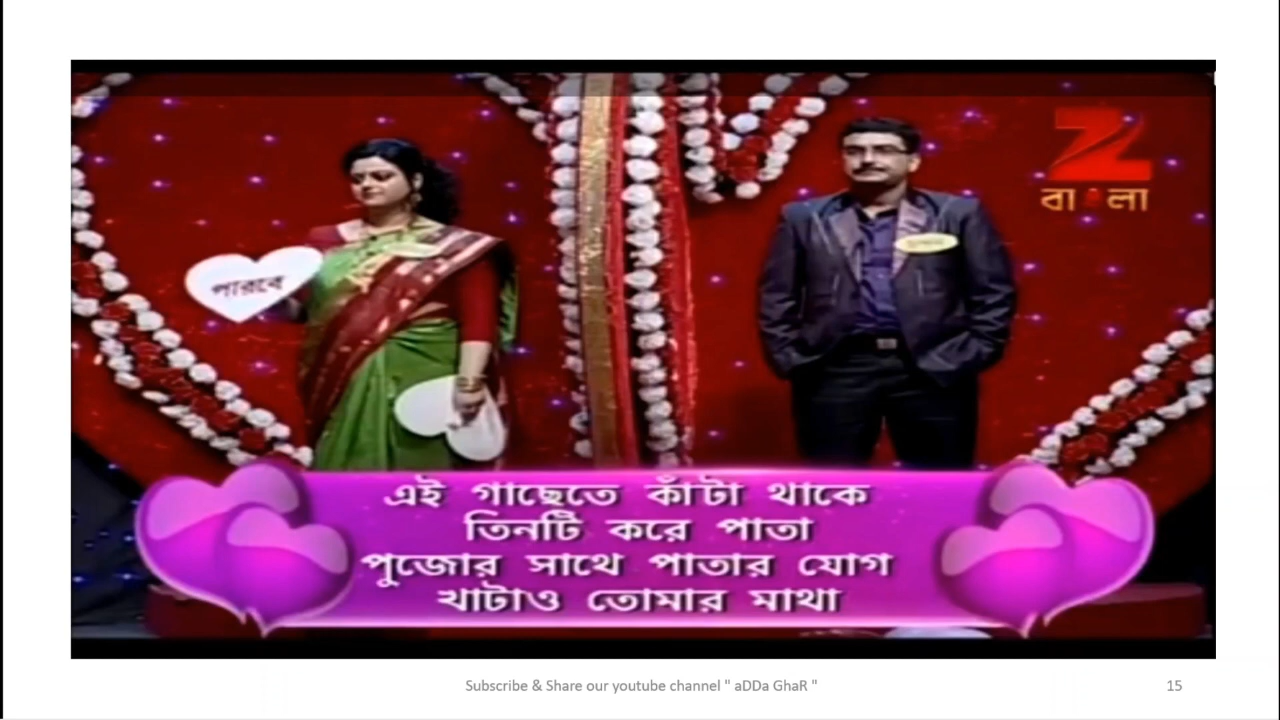 বাংলা
পারবে
এই গাছেতে কাঁটা থাকে
তিনটি করে পাতা
পুজোর সাথে পাতার যোগ
খাটাও তোমার মাথা
Subscribe & Share our youtube channel " aDDa GhaR "
15